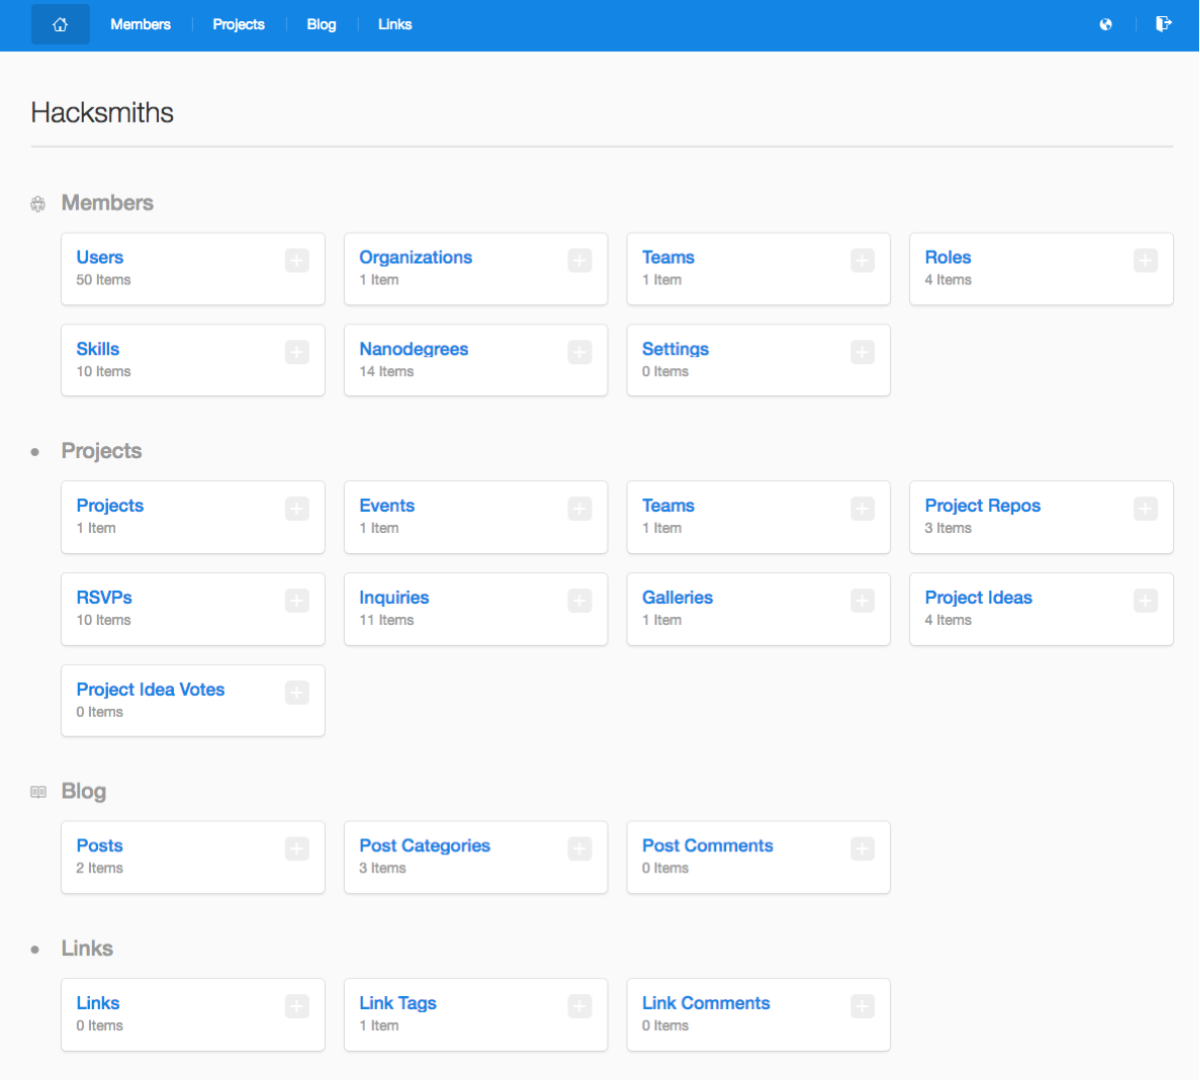 Members
Projects
Blog
Links
Hacksmiths
Members
Users
50 Items
Organizations
1 Item
Teams
1 Item
Roles
4 Items
Skills
10 Items
Nanodegrees
14 Items
Settings
0 Items
Projects
Projects
1 Item
Events
1 Item
Teams
1 Item
Project Repos
3 Items
RSVPs
10 Items
Inquiries
11 Items
Galleries
1 Item
Project Ideas
4 Items
Project Idea Votes
0 Items
Blog
Posts
2 Items
Post Categories
3 Items
Post Comments
0 Items
Links
Links
0 Items
Link Tags
1 Item
Link Comments
0 Items